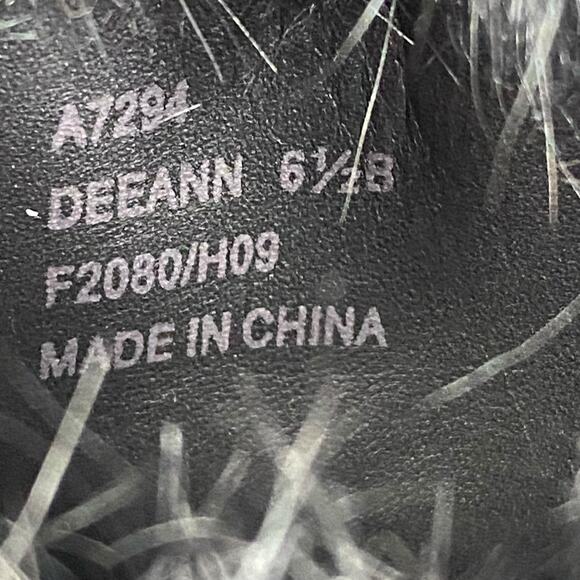 A7294
DEEANN 6½B
F2080/H09
MADE IN CHINA